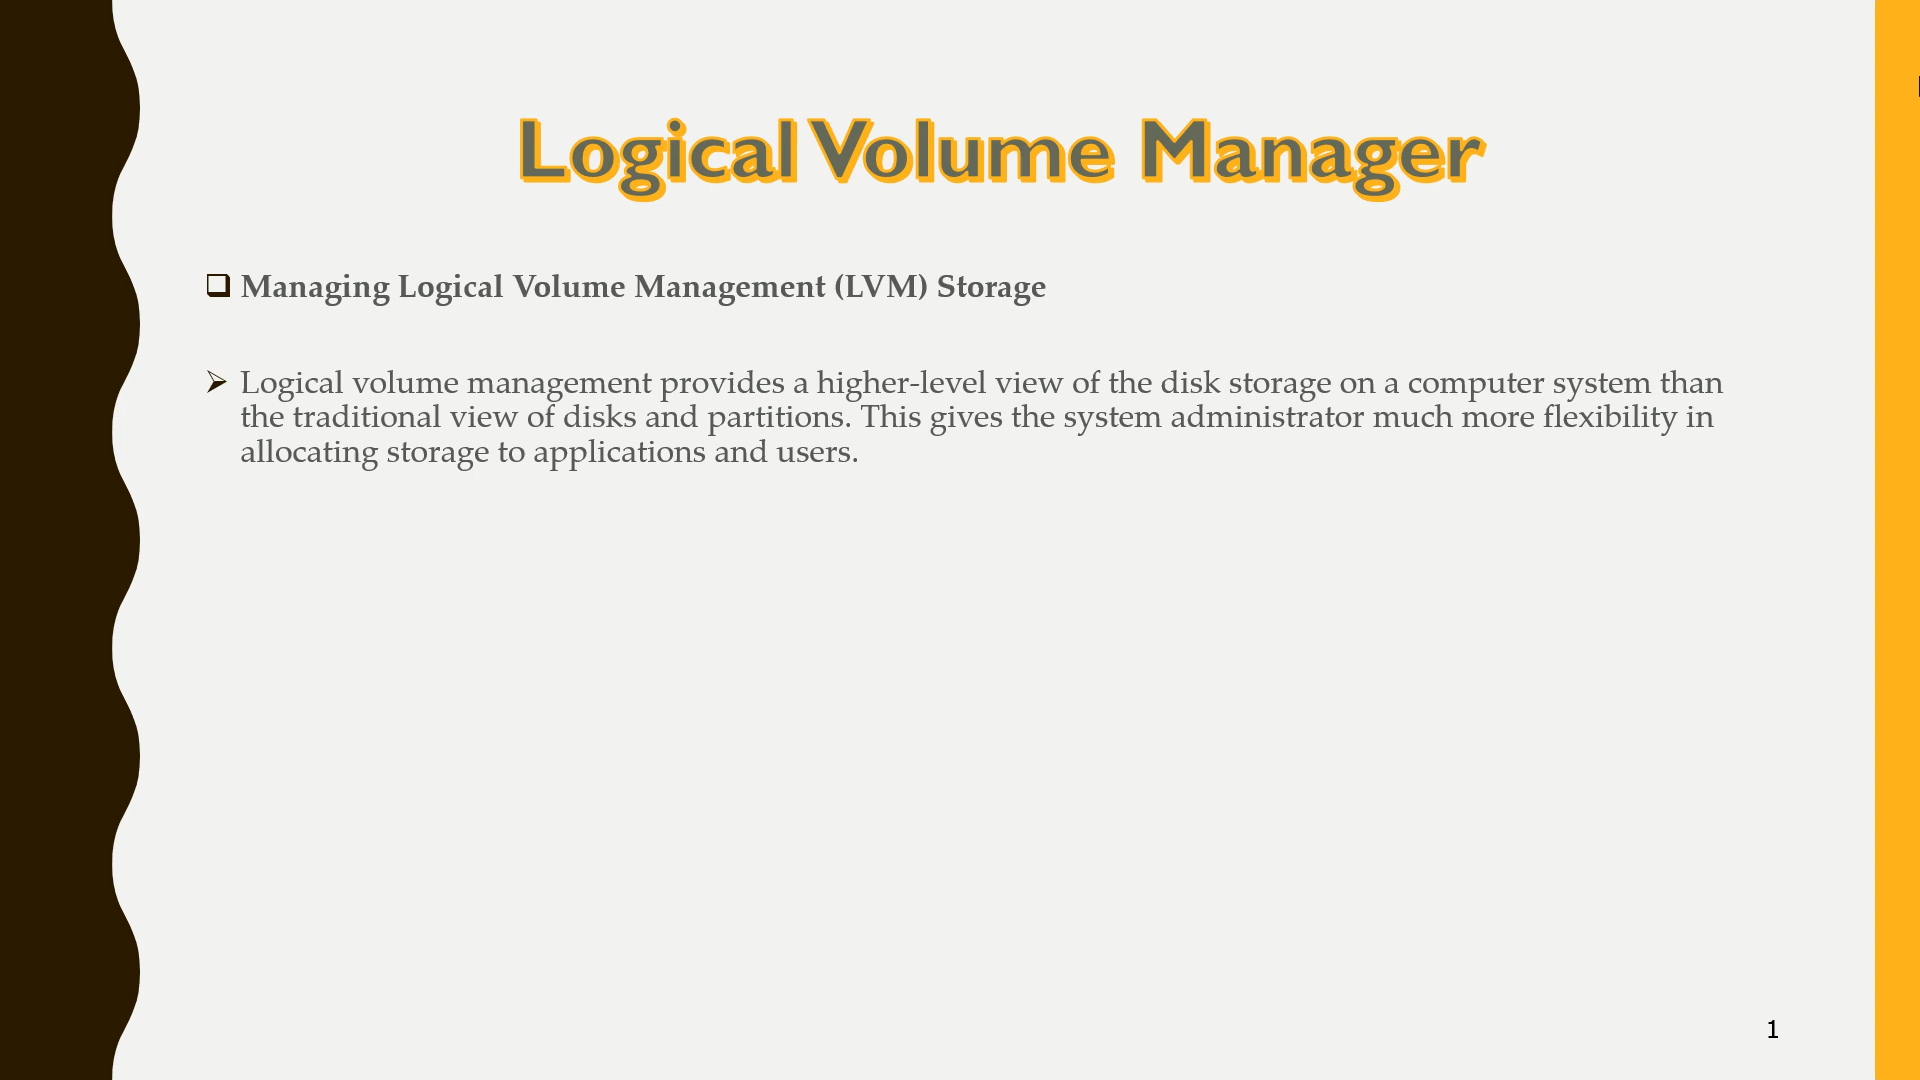 Logical Volume Manager
Managing Logical Volume Management (LVM) Storage
Logical volume management provides a higher-level view of the disk storage on a computer system than
the traditional view of disks and partitions. This gives the system administrator much more flexibility in
allocating storage to applications and users.
1